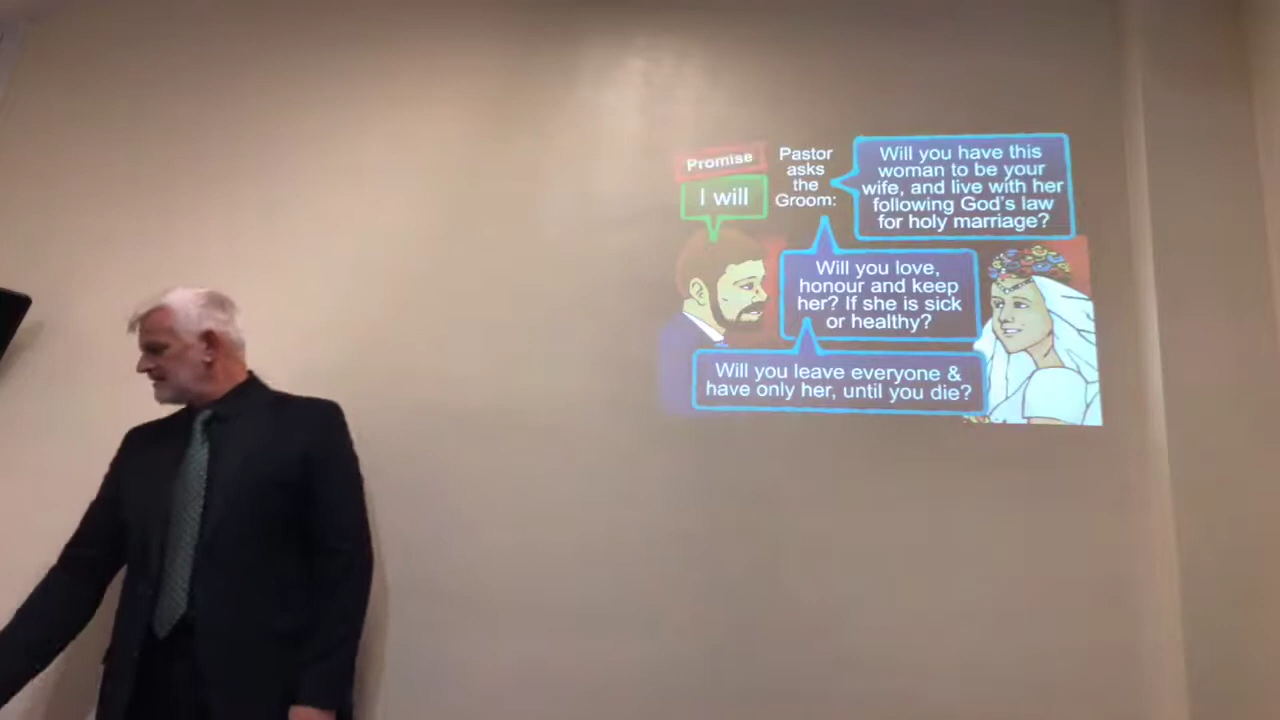 Promise
I will
Pastor
asks
the
Groom:
Will you have this
woman to be your
wife, and live with her
following God's law
for holy marriage?
Will you love,
honour and keep
her? If she is sick
or healthy?
Will you leave everyone &
have only her, until you die?